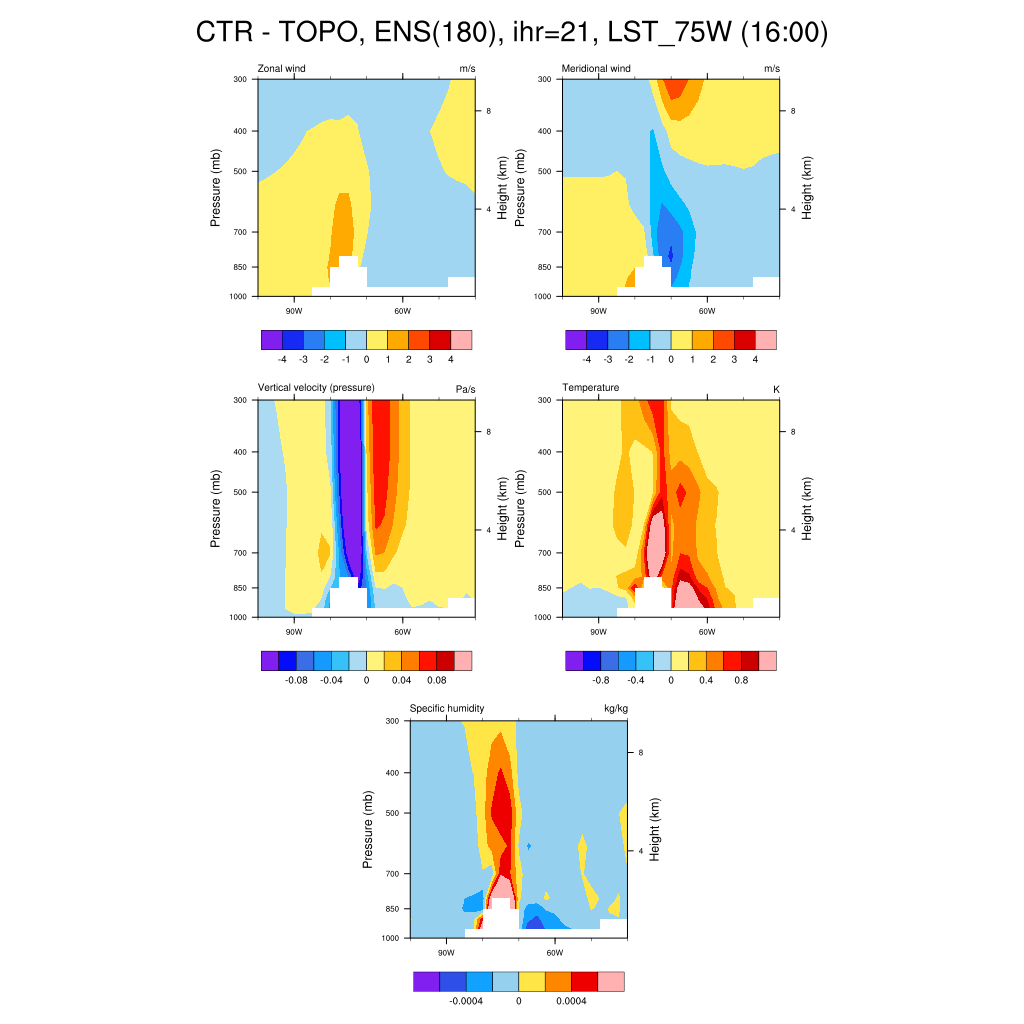 CTR - TOPO, ENS(180), ihr=21, LST_75W (16:00)
Zonal wind m/s
Pressure (mb)
300
400
500
700
850
1000
90W 60W
8
4
Height (km)
-4 -3 -2 -1 0 1 2 3 4
Meridional wind m/s
Pressure (mb)
300
400
500
700
850
1000
90W 60W
8
4
Height (km)
-4 -3 -2 -1 0 1 2 3 4
Vertical velocity (pressure) Pa/s
Pressure (mb)
300
400
500
700
850
1000
90W 60W
8
4
Height (km)
-0.08 -0.04 0 0.04 0.08
Temperature K
Pressure (mb)
300
400
500
700
850
1000
90W 60W
8
4
Height (km)
-0.8 -0.4 0 0.4 0.8
Specific humidity kg/kg
Pressure (mb)
300
400
500
700
850
1000
90W 60W
8
4
Height (km)
-0.0004 0 0.0004